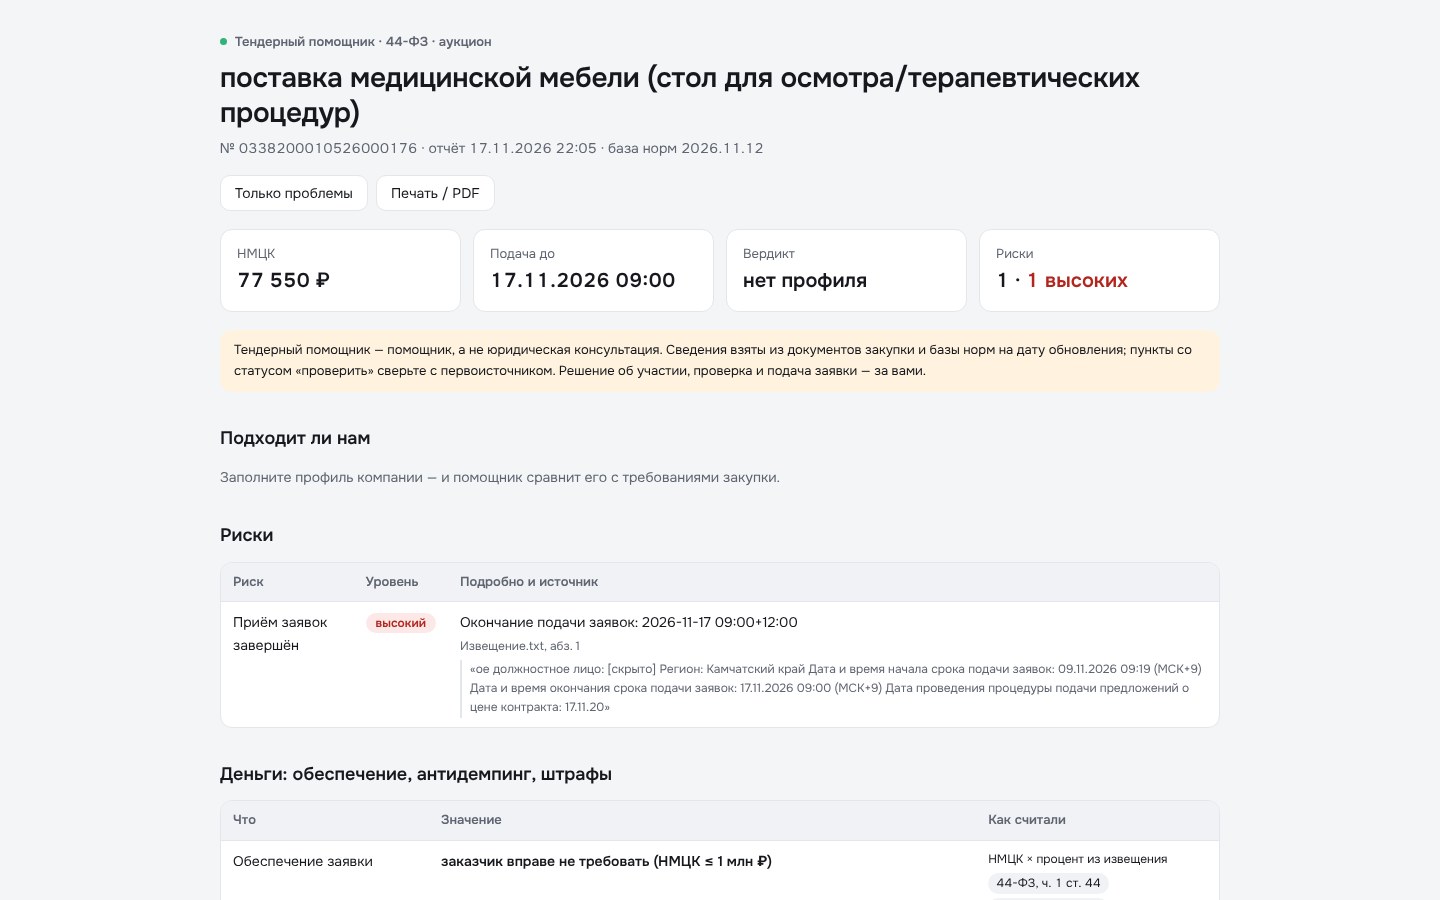 Тендерный помощник · 44-ФЗ · аукцион
поставка медицинской мебели (стол для осмотра/терапевтических
процедур)
№ 0338200010526000176 · отчёт 17.11.2026 22:05 · база норм 2026.11.12
Только проблемы
Печать / PDF
НМЦК
77 550 ₽
Подача до
17.11.2026 09:00
Вердикт
нет профиля
Риски
1 · 1 высоких
Тендерный помощник — помощник, а не юридическая консультация. Сведения взяты из документов закупки и базы норм на дату обновления; пункты со
статусом «проверить» сверьте с первоисточником. Решение об участии, проверка и подача заявки — за вами.
Подходит ли нам
Заполните профиль компании — и помощник сравнит его с требованиями закупки.
Риски
Риск Уровень Подробно и источник
Приём заявок
завершён
высокий
Окончание подачи заявок: 2026-11-17 09:00+12:00
Извещение.txt, абз. 1
«ое должностное лицо: [скрыто] Регион: Камчатский край Дата и время начала срока подачи заявок: 09.11.2026 09:19 (МСК+9)
Дата и время окончания срока подачи заявок: 17.11.2026 09:00 (МСК+9) Дата проведения процедуры подачи предложений о
цене контракта: 17.11.20»
Деньги: обеспечение, антидемпинг, штрафы
Что Значение Как считали
Обеспечение заявки
заказчик вправе не требовать (НМЦК ≤ 1 млн ₽)
НМЦК × процент из извещения
44-ФЗ, ч. 1 ст. 44